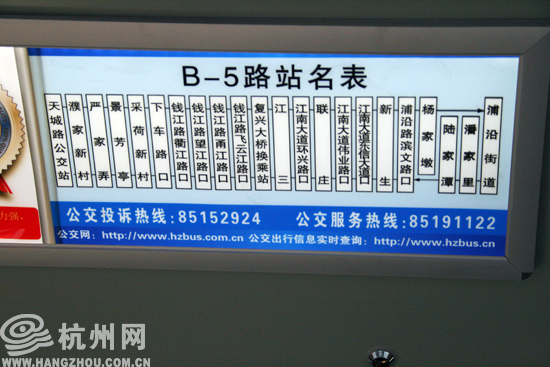 B-5路站名表
天城路公交站
濮家新村
严家弄
景芳亭
采荷新村
下车路口
钱江路衢江路口
钱江路望江路口
钱江路甬江路口
钱江路飞云江路口
复兴大桥换乘站
江三
江南大道环兴路口
联庄
江南大道伟业路口
江南大道东信大道口
新生
浦沿路滨文路口
杨家墩
陆家潭
潘家里
浦沿街道
力强、
公交投诉热线:85152924 公交服务热线:85191122
公交网: http://www.hzbus.com.cn 公交出行信息实时查询: http://www.hzbus.cn
杭州网
WWW.HANGZHOU.COM.CN